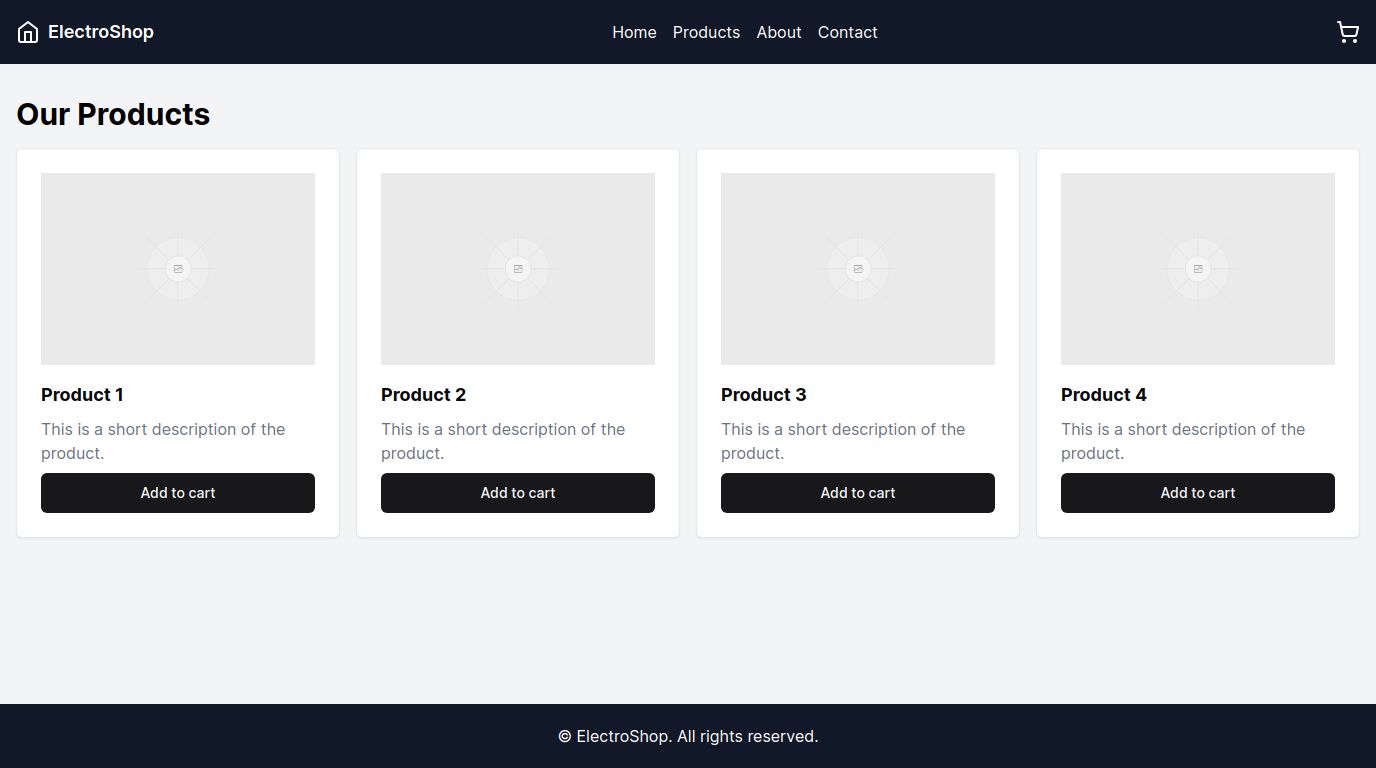 ElectroShop
Home Products About Contact
Our Products
Product 1
This is a short description of the
product.
Add to cart
Product 2
This is a short description of the
product.
Add to cart
Product 3
This is a short description of the
product.
Add to cart
Product 4
This is a short description of the
product.
Add to cart
© ElectroShop. All rights reserved.